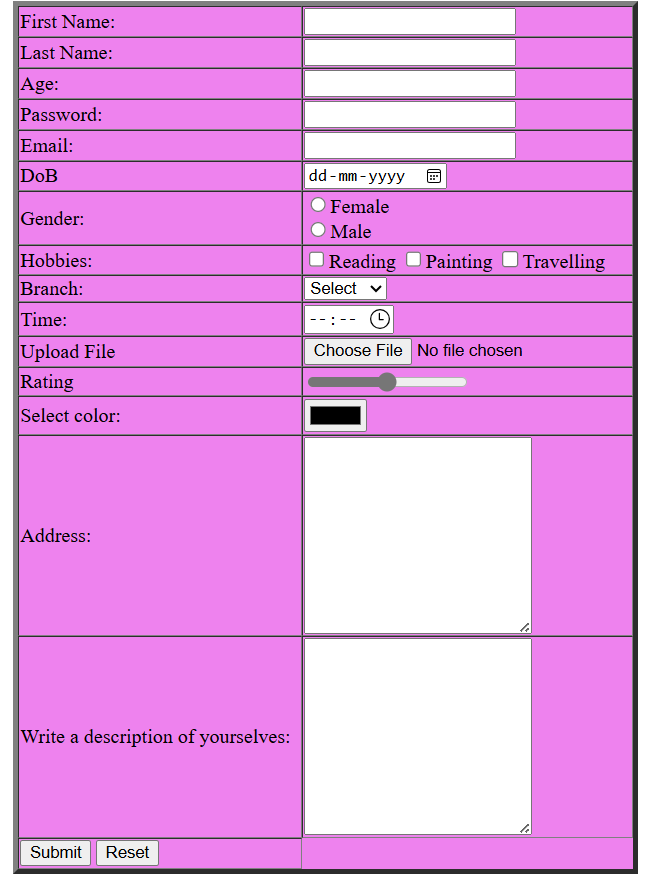 First Name:
Last Name:
Age:
Password:
Email:
DoB dd-mm-yyyy
Gender: Female
Male
Hobbies: Reading Painting Travelling
Branch: Select
Time: --:--
Upload File Choose File No file chosen
Rating
Select color:
Address:
Write a description of yourselves:
Submit Reset